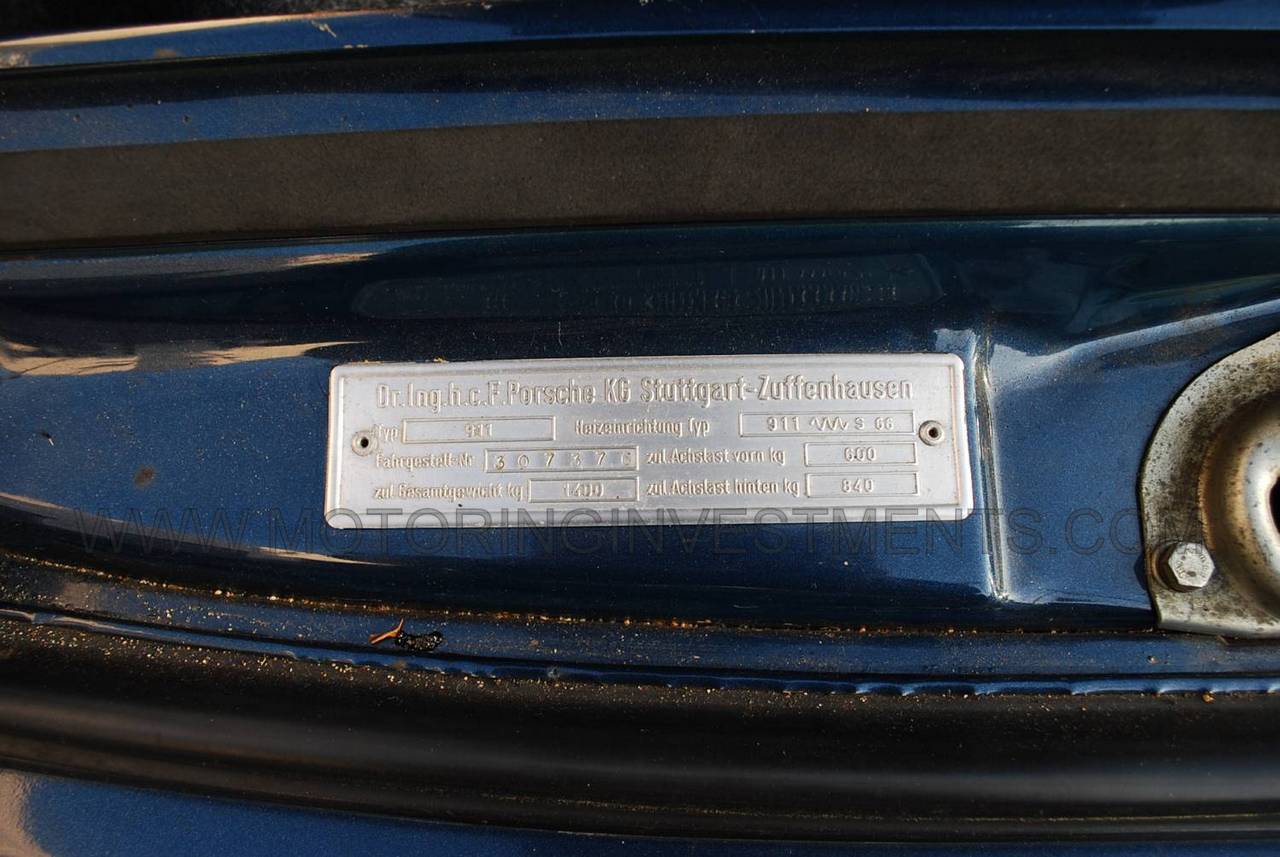 Dr.Ing.h.c.F.Porsche KG Stuttgart-Zuffenhausen
Typ 911 Heizeinrichtung Typ 911 S 66
Fahrgestell-Nr 307376 zul.Achslast vorn kg 600
zul.Gesamtgewicht kg 1400 zul.Achslast hinten kg 840
WWW.MOTORINGINVESTMENTS.COM